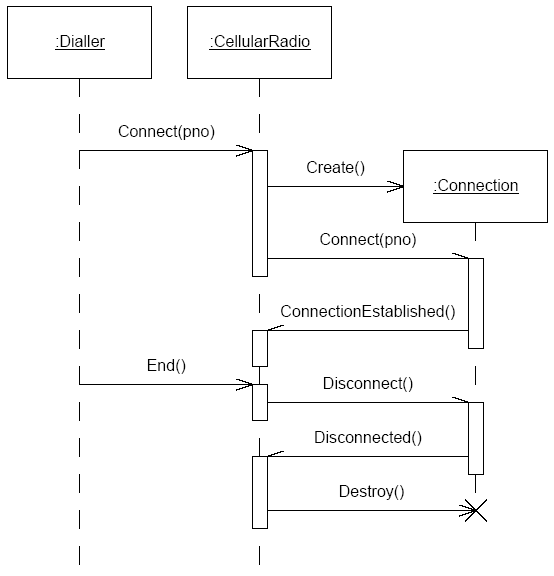 :Dialler
:CellularRadio
Connect(pno)
Create()
:Connection
Connect(pno)
ConnectionEstablished()
End()
Disconnect()
Disconnected()
Destroy()